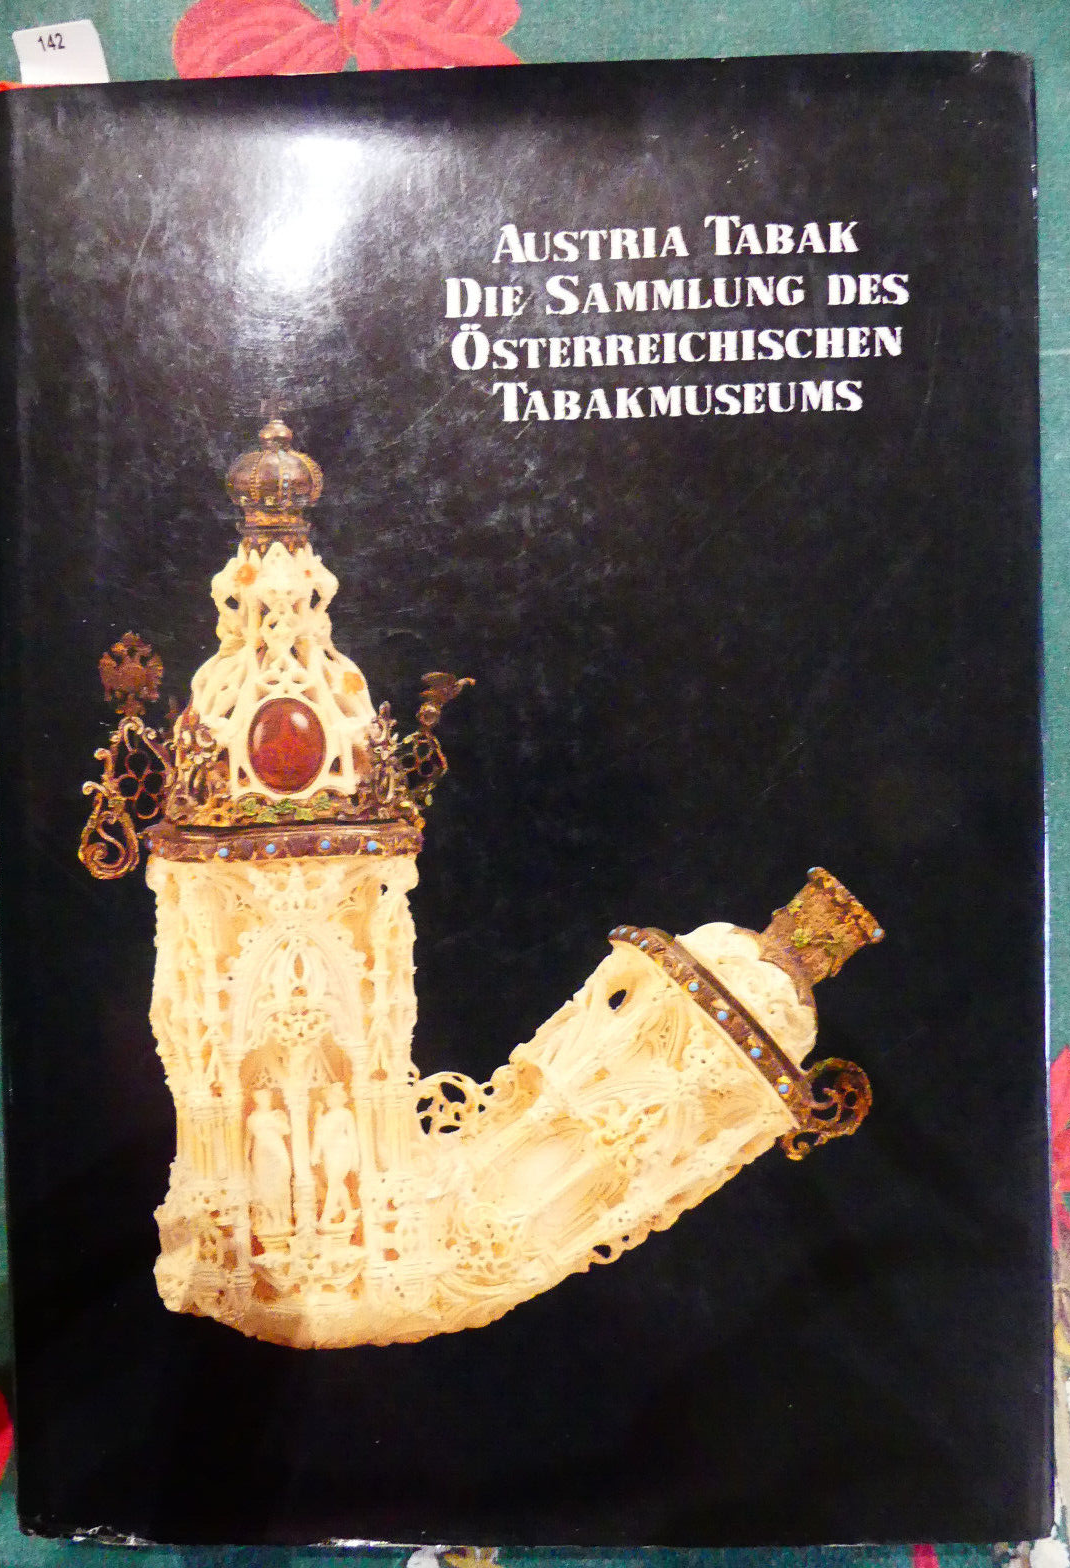 142
Austria Tabak
Die Sammlung des
Österreichischen
Tabakmuseums